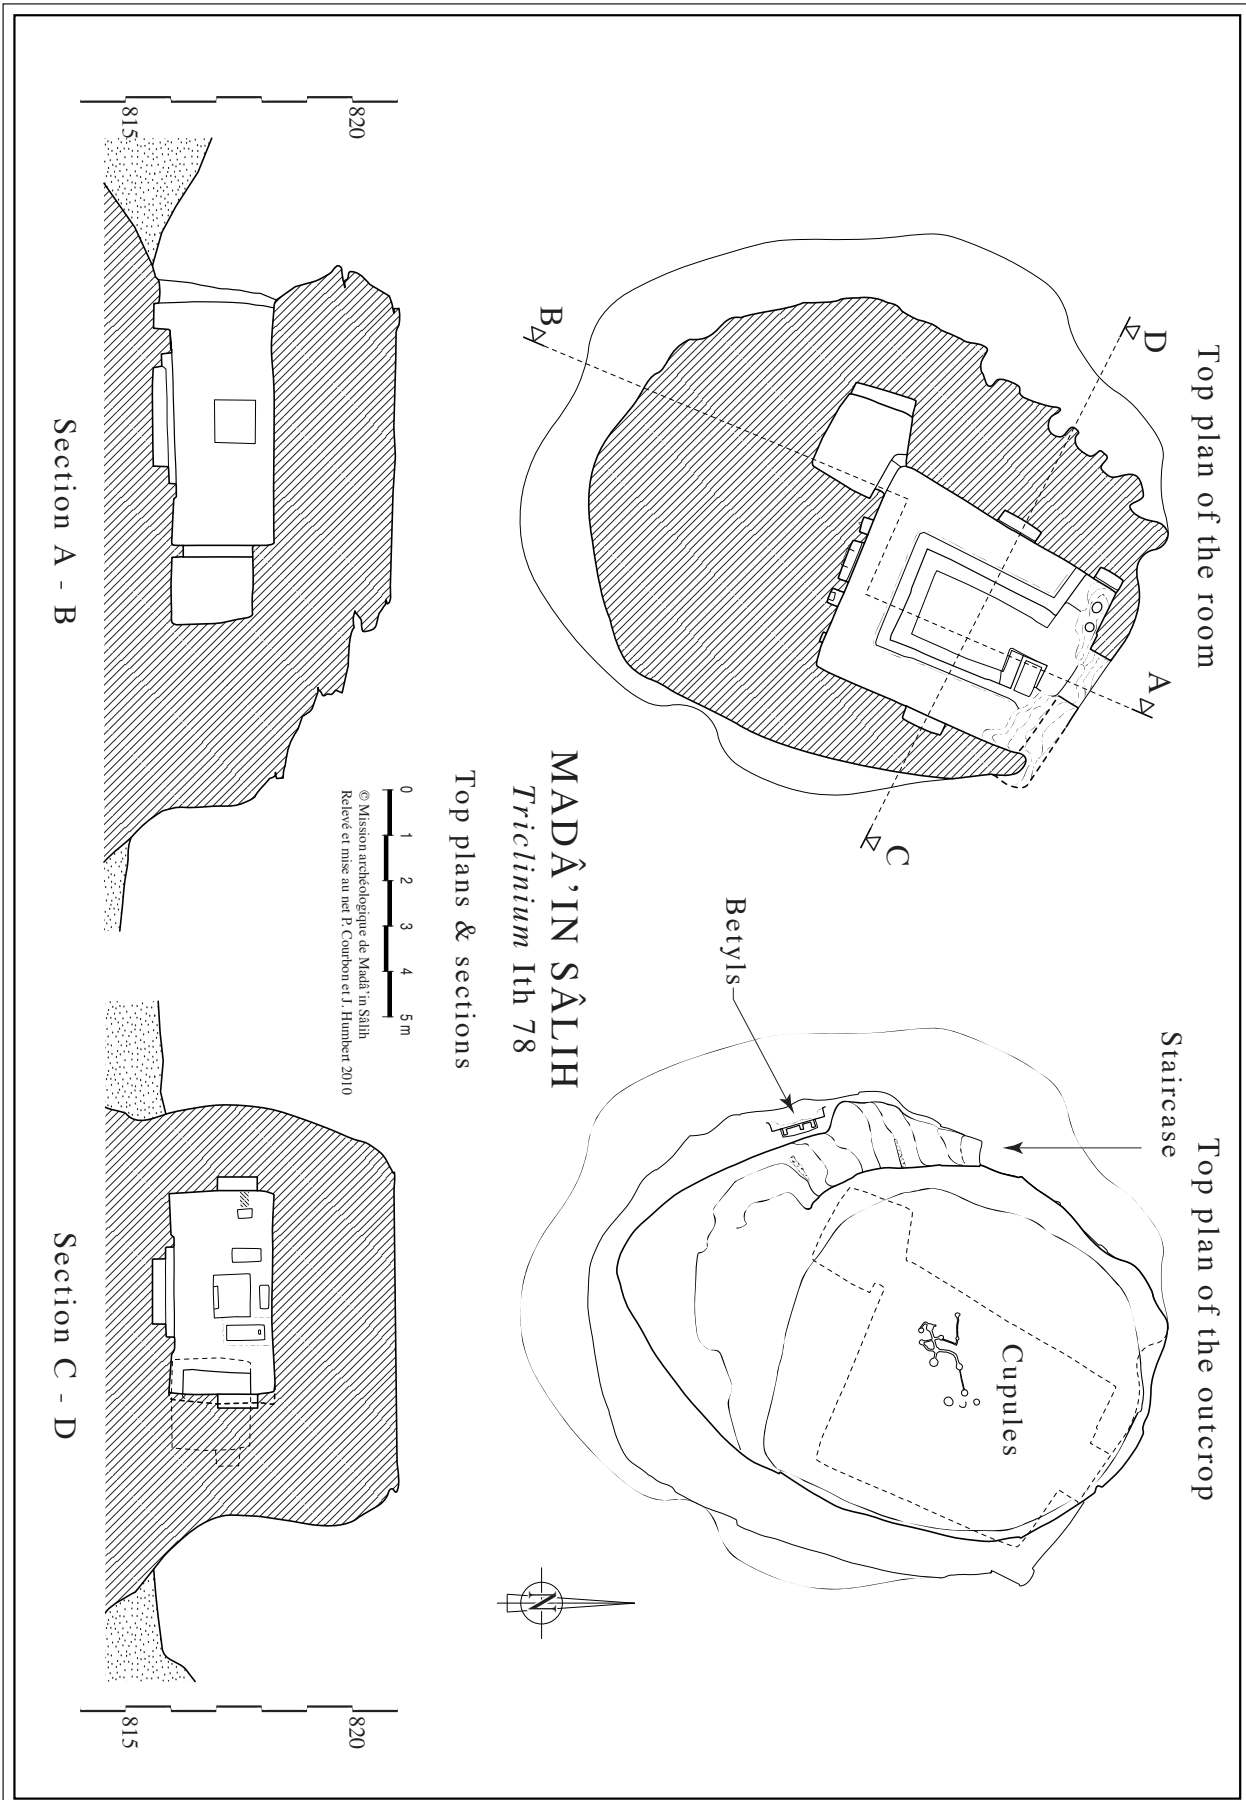 Top plan of the room
Top plan of the outcrop
D
A
B
C
Staircase
Cupules
Betyls
MADÂ'IN SÂLIH
Triclinium Ith 78
Top plans & sections
0 1 2 3 4 5 m
© Mission archéologique de Madâ'in Sâlih
Relevé et mise au net P. Courbon et J. Humbert 2010
N
820
815
820
815
Section A - B
Section C - D